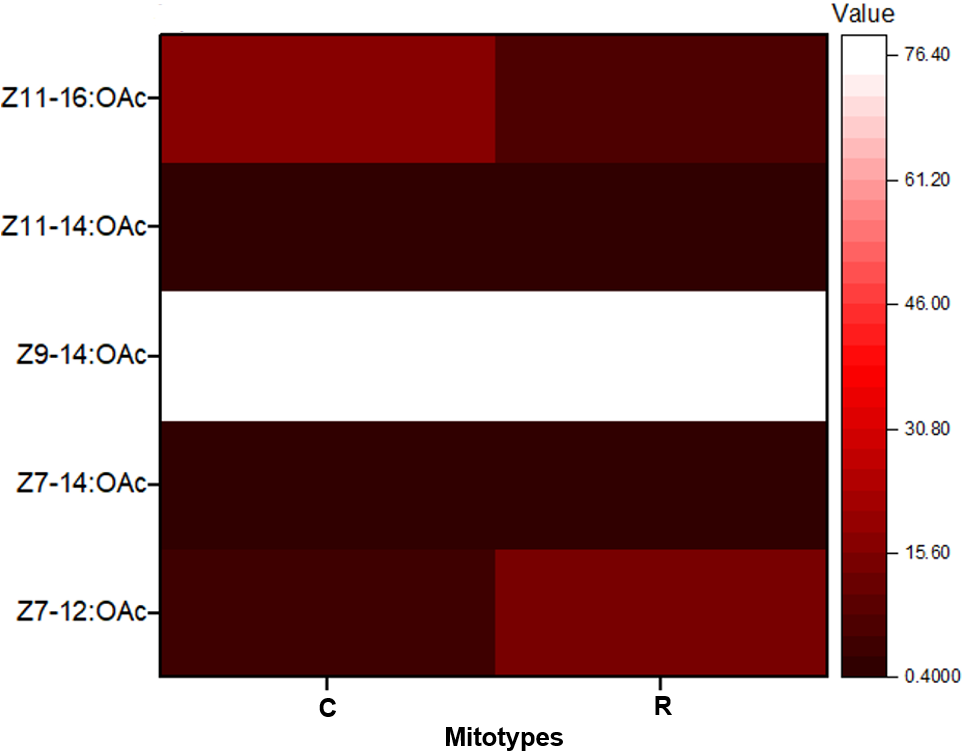 Value
Z11-16:OAc
Z11-14:OAc
Z9-14:OAc
Z7-14:OAc
Z7-12:OAc
76.40
61.20
46.00
30.80
15.60
0.4000
C R
Mitotypes